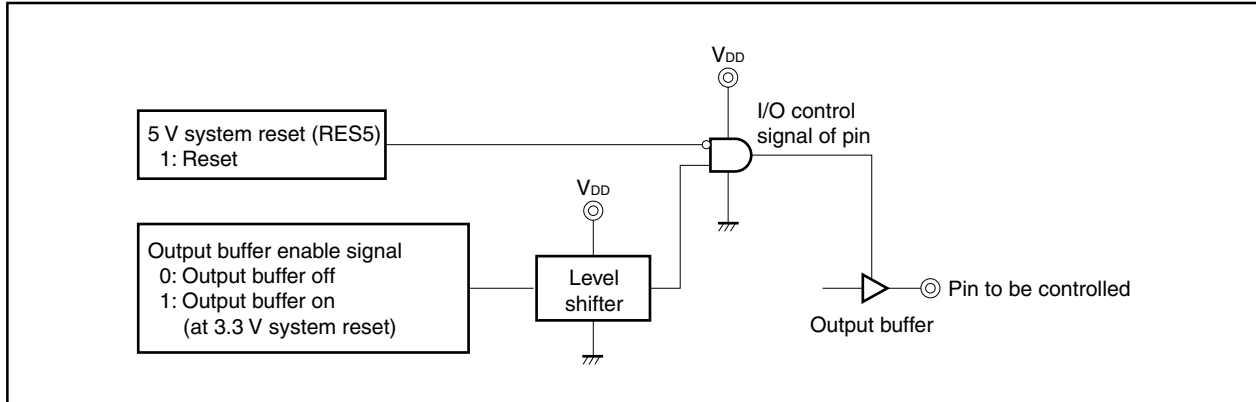 VDD
5 V system reset (RES5)
1: Reset
I/O control
signal of pin
VDD
Output buffer enable signal
0: Output buffer off
1: Output buffer on
(at 3.3 V system reset)
Level
shifter
Pin to be controlled
Output buffer